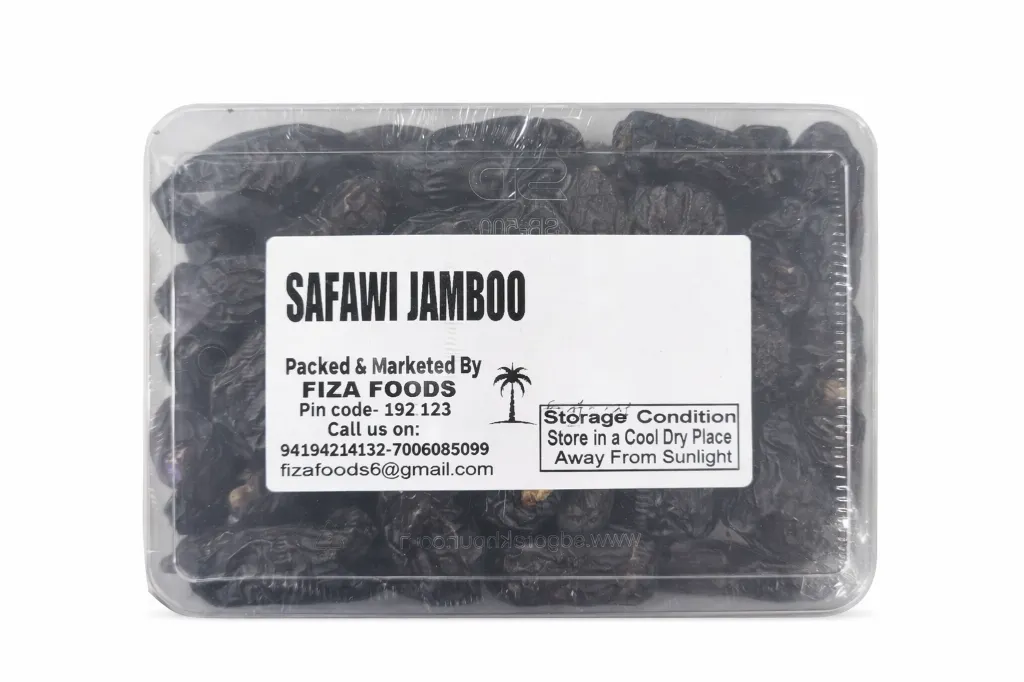 SAFAWI JAMBOO
Packed & Marketed By
FIZA FOODS
Pin code- 192 123
Call us on:
94194214132-7006085099
fizafoods6@gmail.com
Storage Condition
Store in a Cool Dry Place
Away From Sunlight